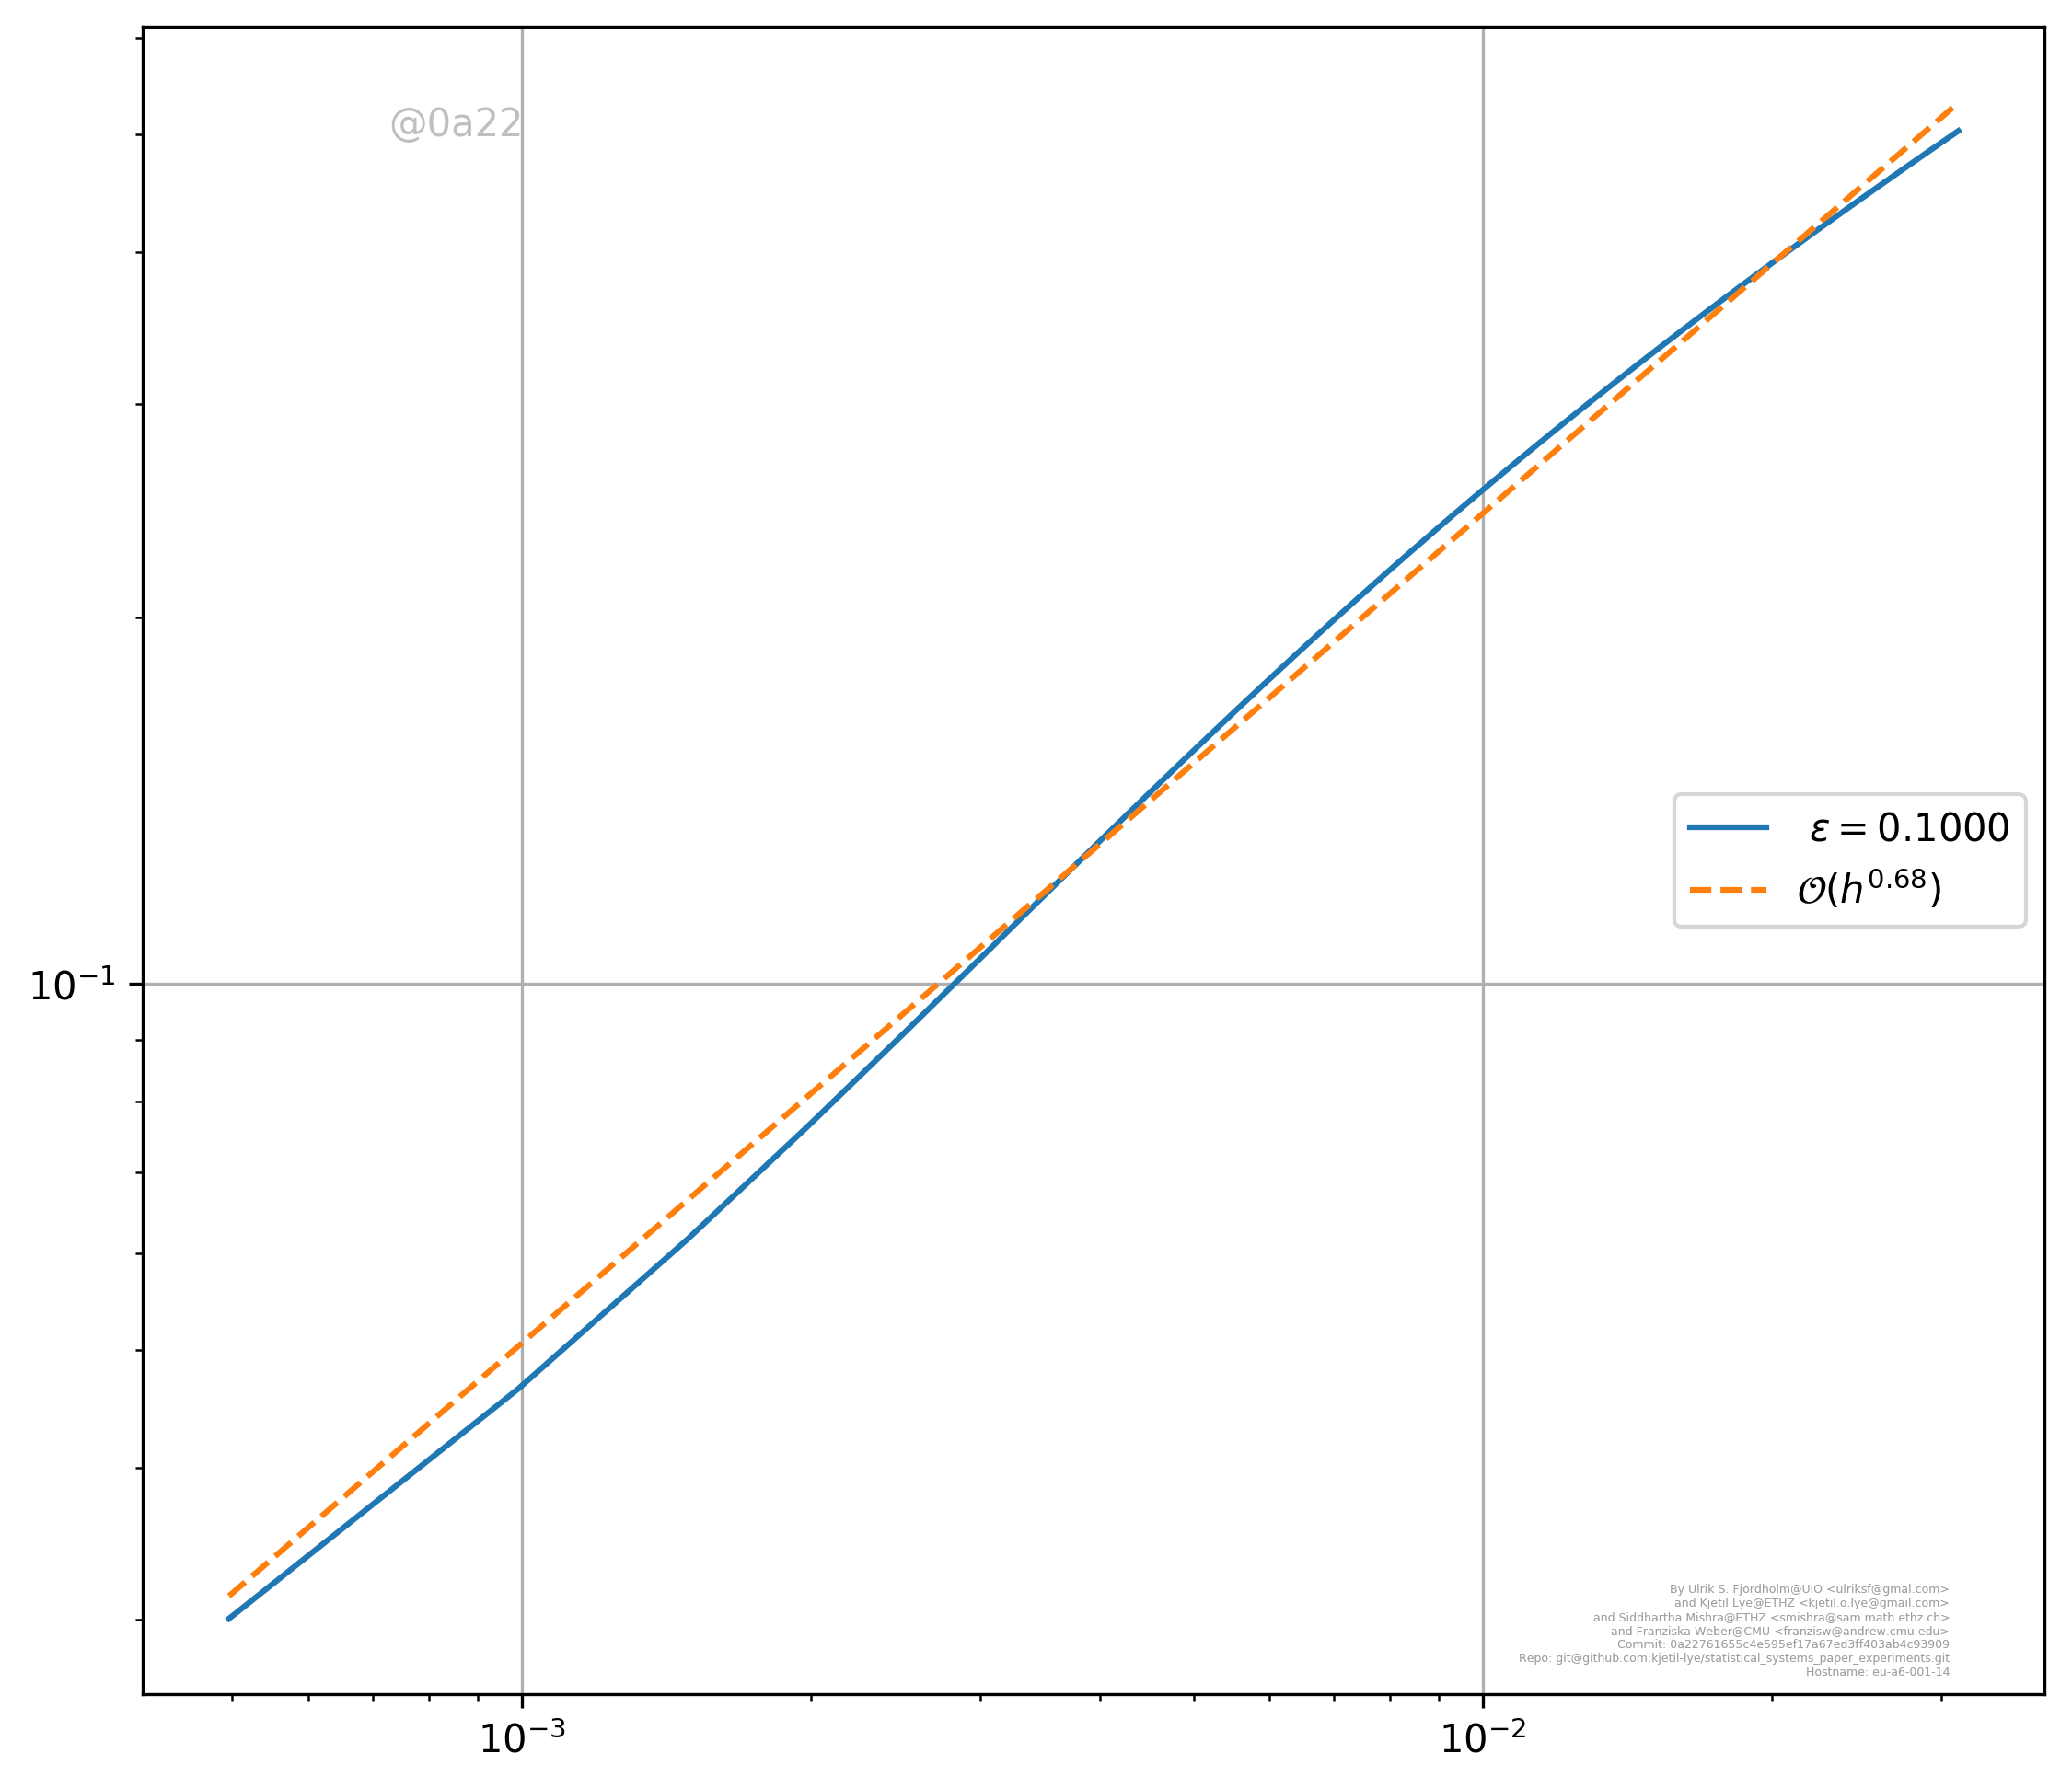 @0a22
ε = 0.1000
𝒪(h^0.68)
10^−1
By Ulrik S. Fjordholm@UiO <ulriksf@gmal.com>
and Kjetil Lye@ETHZ <kjetil.o.lye@gmail.com>
and Siddhartha Mishra@ETHZ <smishra@sam.math.ethz.ch>
and Franziska Weber@CMU <franzisw@andrew.cmu.edu>
Commit: 0a22761655c4e595ef17a67ed3ff403ab4c93909
Repo: git@github.com:kjetil-lye/statistical_systems_paper_experiments.git
Hostname: eu-a6-001-14
10^−3
10^−2